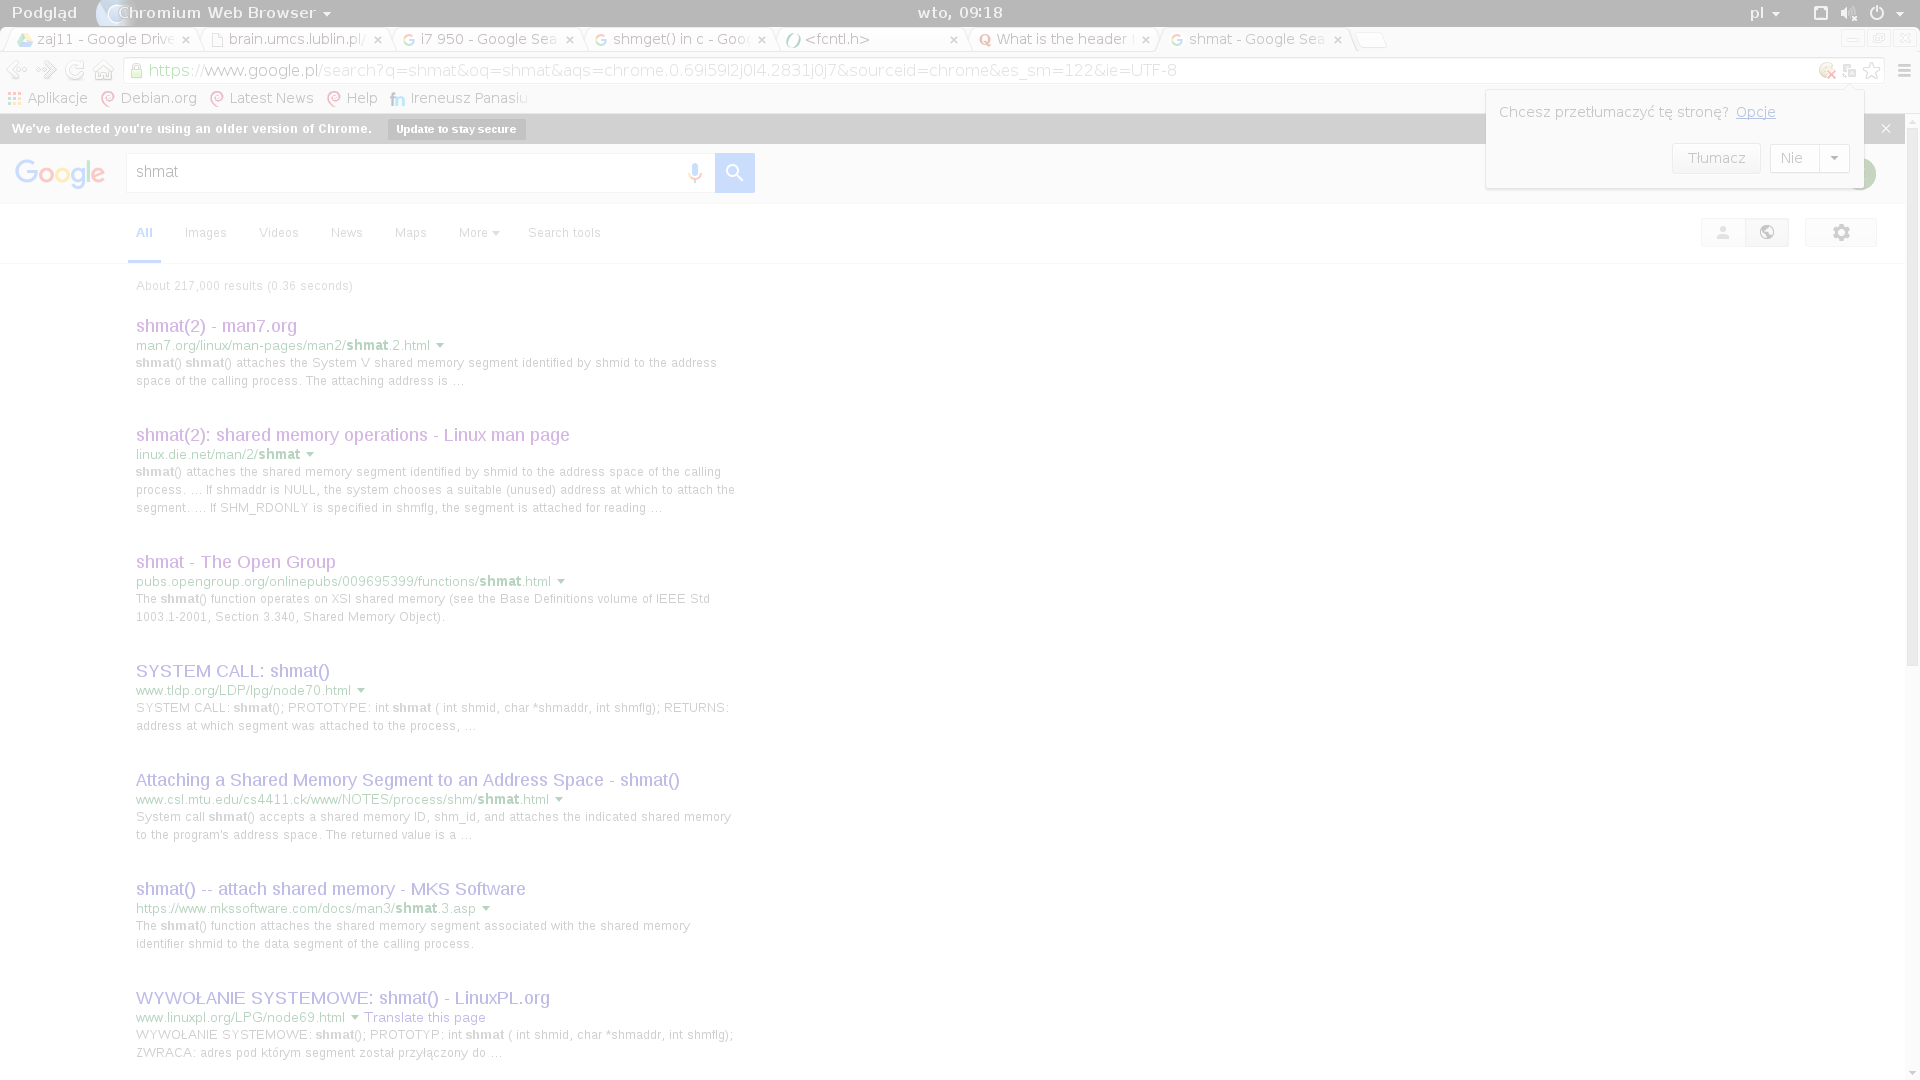 Podgląd Chromium Web Browser wto, 09:18 pl
zaj11 - Google Drive brain.umcs.lublin.pl/ i7 950 - Google Sea shmget() in c - Goog <fcntl.h> What is the header shmat - Google Sea
https://www.google.pl/search?q=shmat&oq=shmat&aqs=chrome.0.69i59l2j0l4.2831j0j7&sourceid=chrome&es_sm=122&ie=UTF-8
Aplikacje Debian.org Latest News Help Ireneusz Panasiu
Chcesz przetłumaczyć tę stronę? Opcje
Tłumacz Nie
We've detected you're using an older version of Chrome. Update to stay secure
Google shmat
All Images Videos News Maps More Search tools
About 217,000 results (0.36 seconds)
shmat(2) - man7.org
man7.org/linux/man-pages/man2/shmat.2.html
shmat() shmat() attaches the System V shared memory segment identified by shmid to the address
space of the calling process. The attaching address is ...
shmat(2): shared memory operations - Linux man page
linux.die.net/man/2/shmat
shmat() attaches the shared memory segment identified by shmid to the address space of the calling
process. ... If shmaddr is NULL, the system chooses a suitable (unused) address at which to attach the
segment. ... If SHM_RDONLY is specified in shmflg, the segment is attached for reading ...
shmat - The Open Group
pubs.opengroup.org/onlinepubs/009695399/functions/shmat.html
The shmat() function operates on XSI shared memory (see the Base Definitions volume of IEEE Std
1003.1-2001, Section 3.340, Shared Memory Object).
SYSTEM CALL: shmat()
www.tldp.org/LDP/lpg/node70.html
SYSTEM CALL: shmat(); PROTOTYPE: int shmat ( int shmid, char *shmaddr, int shmflg); RETURNS:
address at which segment was attached to the process, ...
Attaching a Shared Memory Segment to an Address Space - shmat()
www.csl.mtu.edu/cs4411.ck/www/NOTES/process/shm/shmat.html
System call shmat() accepts a shared memory ID, shm_id, and attaches the indicated shared memory
to the program's address space. The returned value is a ...
shmat() -- attach shared memory - MKS Software
https://www.mkssoftware.com/docs/man3/shmat.3.asp
The shmat() function attaches the shared memory segment associated with the shared memory
identifier shmid to the data segment of the calling process.
WYWOŁANIE SYSTEMOWE: shmat() - LinuxPL.org
www.linuxpl.org/LPG/node69.html Translate this page
WYWOŁANIE SYSTEMOWE: shmat(); PROTOTYP: int shmat ( int shmid, char *shmaddr, int shmflg);
ZWRACA: adres pod którym segment został przyłączony do ...